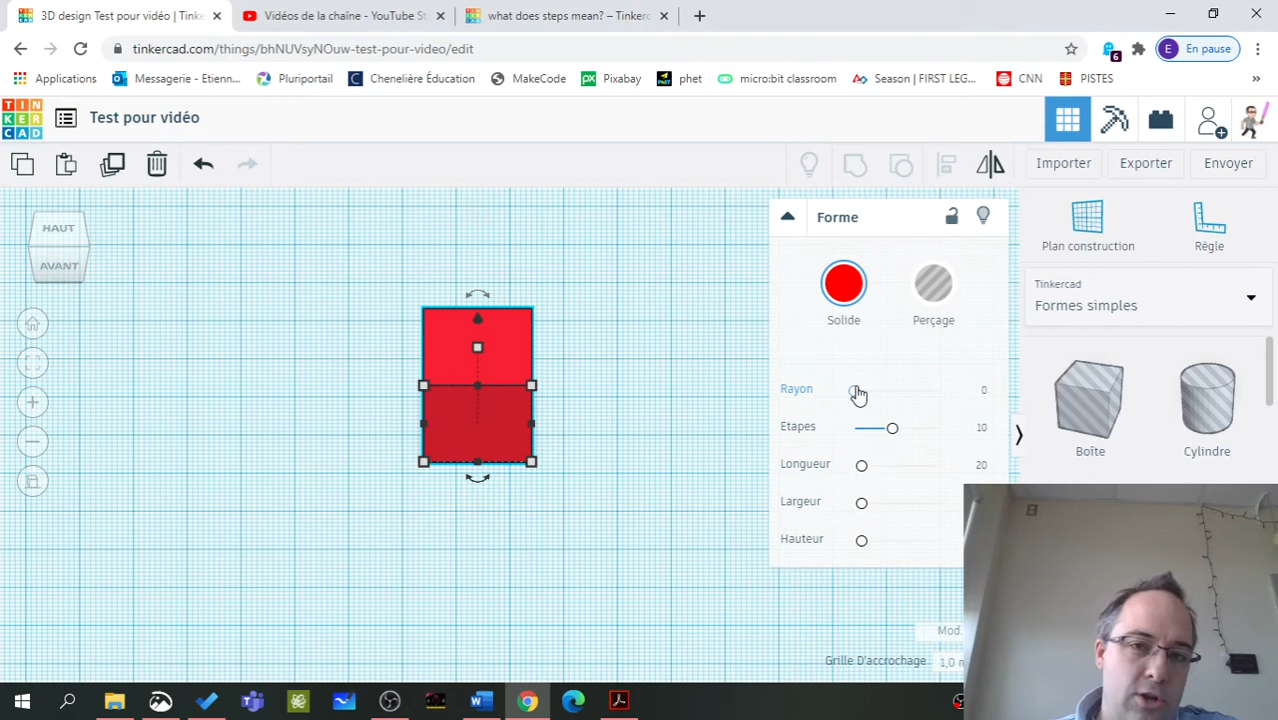 3D design Test pour vidéo | Tinke
Vidéos de la chaîne - YouTube St
what does steps mean? – Tinkerc
tinkercad.com/things/bhNUVsyNOuw-test-pour-video/edit
6
E En pause
Applications
Messagerie - Etienn...
Pluriportail
Chenelière Éducation
MakeCode
Pixabay
phet
micro:bit classroom
Season | FIRST LEG...
CNN
PISTES
»
TIN
KER
CAD
Test pour vidéo
Importer
Exporter
Envoyer
HAUT
AVANT
Forme
Solide
Perçage
Rayon 0
Etapes 10
Longueur 20
Largeur
Hauteur
Plan construction
Règle
Tinkercad
Formes simples
Boîte
Cylindre
Mod.
Grille D'accrochage 1,0 m